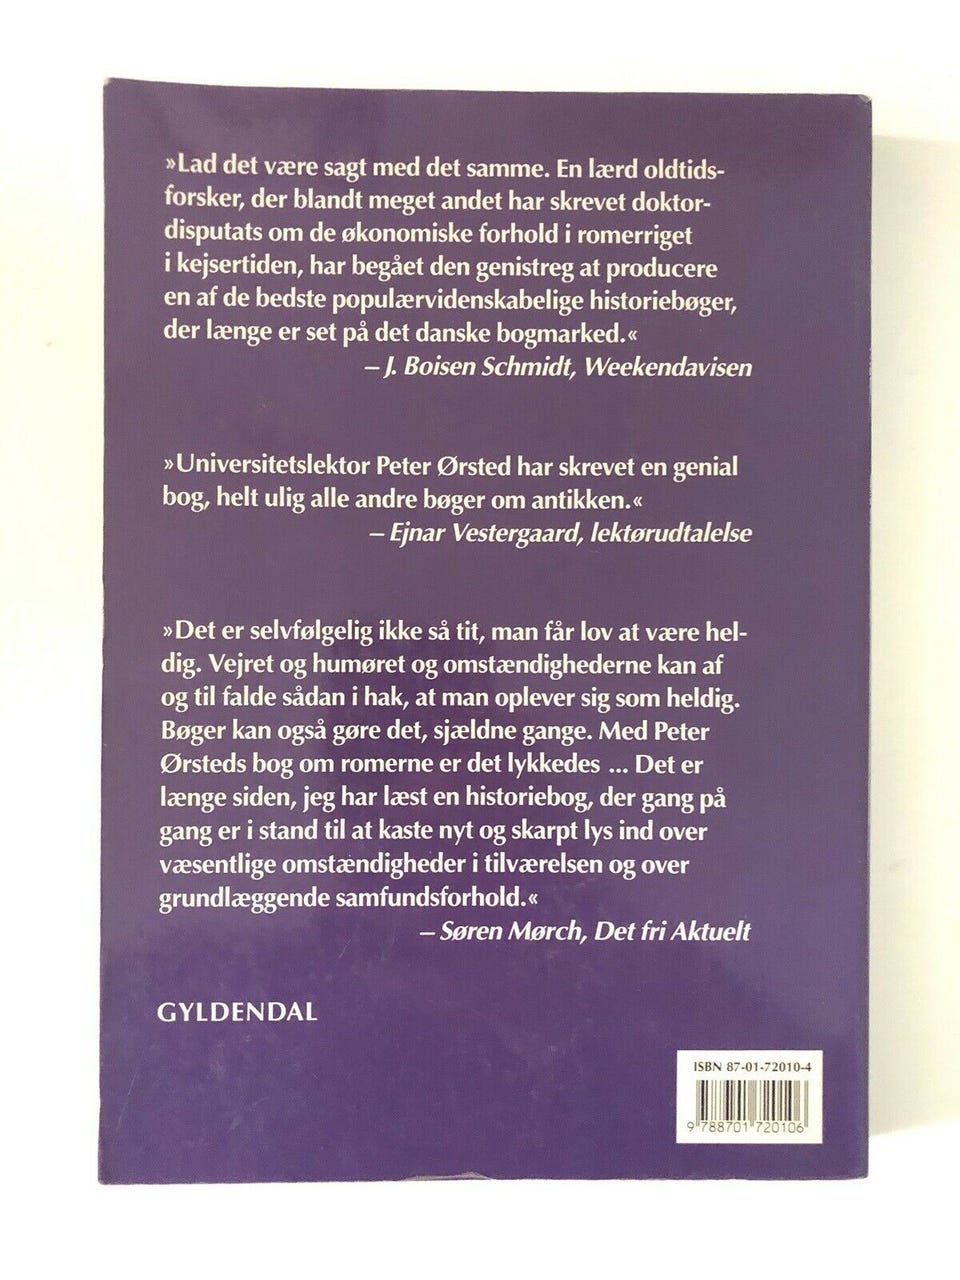 »Lad det være sagt med det samme. En lærd oldtids-
forsker, der blandt meget andet har skrevet doktor-
disputats om de økonomiske forhold i romerriget
i kejsertiden, har begået den genistreg at producere
en af de bedste populærvidenskabelige historiebøger,
der længe er set på det danske bogmarked.«
– J. Boisen Schmidt, Weekendavisen
»Universitetslektor Peter Ørsted har skrevet en genial
bog, helt ulig alle andre bøger om antikken.«
– Ejnar Vestergaard, lektørudtalelse
»Det er selvfølgelig ikke så tit, man får lov at være hel-
dig. Vejret og humøret og omstændighederne kan af
og til falde sådan i hak, at man oplever sig som heldig.
Bøger kan også gøre det, sjældne gange. Med Peter
Ørsteds bog om romerne er det lykkedes ... Det er
længe siden, jeg har læst en historiebog, der gang på
gang er i stand til at kaste nyt og skarpt lys ind over
væsentlige omstændigheder i tilværelsen og over
grundlæggende samfundsforhold.«
– Søren Mørch, Det fri Aktuelt
GYLDENDAL
ISBN 87-01-72010-4
9 788701 720106